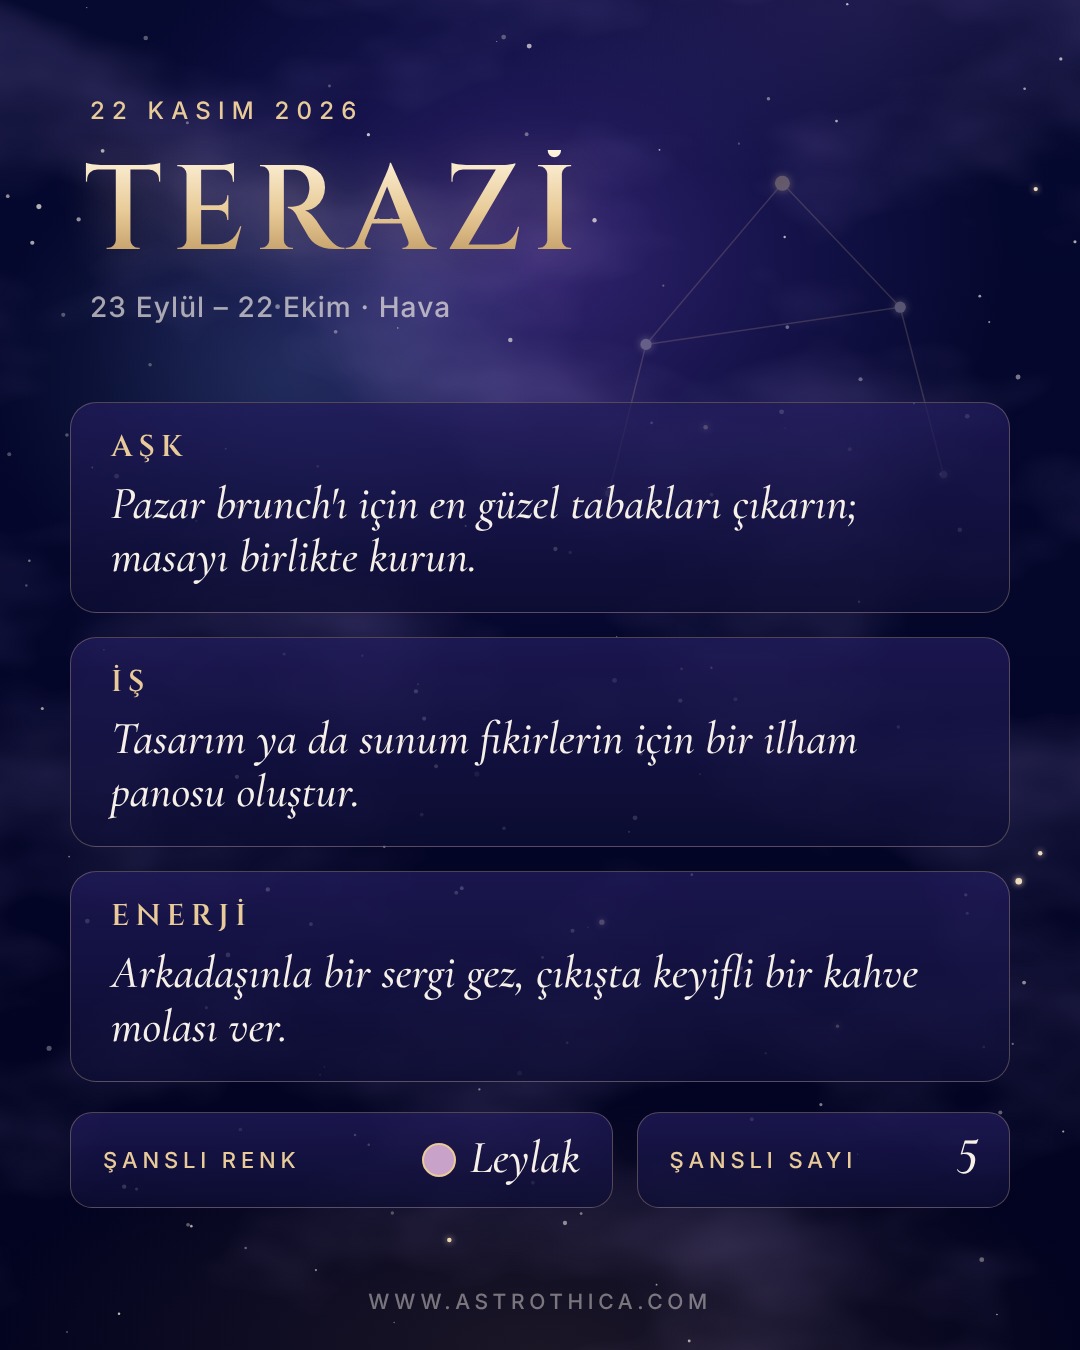 22 KASIM 2026
TERAZİ
23 Eylül – 22 Ekim · Hava
AŞK
Pazar brunch'ı için en güzel tabakları çıkarın;
masayı birlikte kurun.
İŞ
Tasarım ya da sunum fikirlerin için bir ilham
panosu oluştur.
ENERJİ
Arkadaşınla bir sergi gez, çıkışta keyifli bir kahve
molası ver.
ŞANSLI RENK Leylak
ŞANSLI SAYI 5
WWW.ASTROTHICA.COM